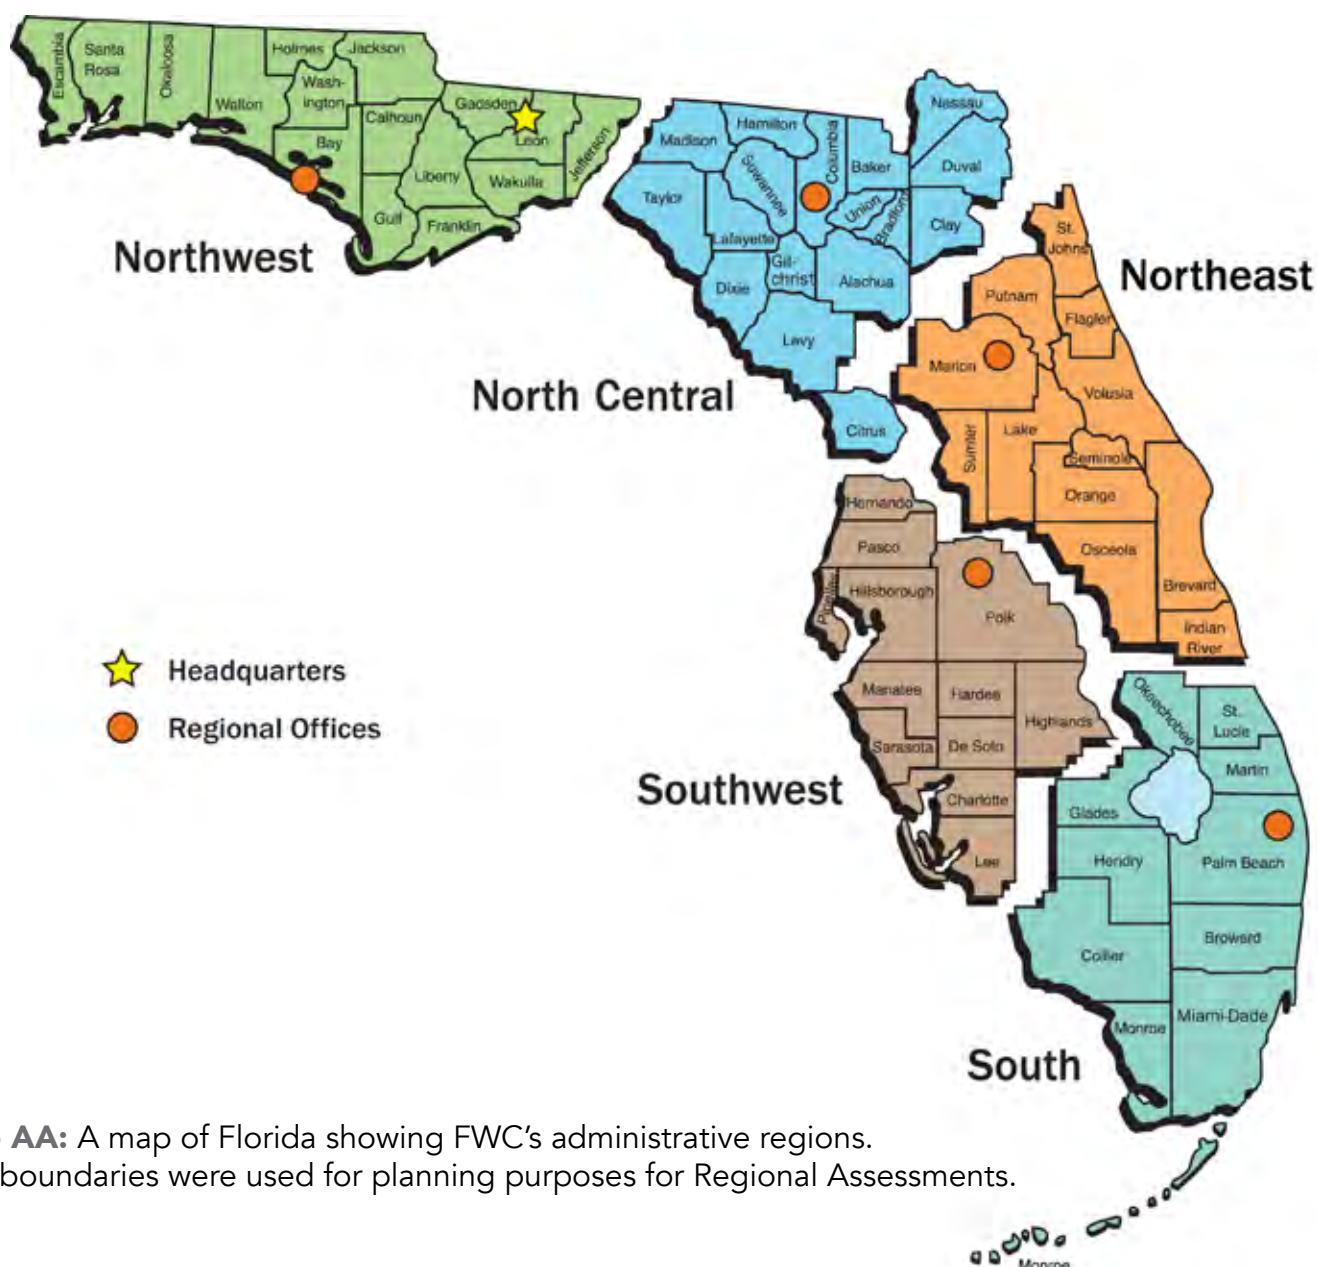 Escambia
Santa
Rosa
Okaloosa
Walton
Holmes
Jackson
Wash-
ington
Bay
Calhoun
Gulf
Liberty
Gadsden
Leon
Wakulla
Franklin
Jefferson
Northwest
Madison
Hamilton
Suwannee
Columbia
Baker
Nassau
Duval
Taylor
Lafayette
Union
Bradford
Clay
Dixie
Gil-
christ
Alachua
Levy
Citrus
North Central
St.
Johns
Putnam
Flagler
Marion
Volusia
Sumter
Lake
Seminole
Orange
Osceola
Brevard
Indian
River
Northeast
Hernando
Pasco
Pinellas
Hillsborough
Polk
Manatee
Hardee
Highlands
Sarasota
De Soto
Charlotte
Lee
Southwest
Headquarters
Regional Offices
Okeechobee
St.
Lucie
Martin
Glades
Hendry
Palm Beach
Broward
Collier
Monroe
Miami-Dade
South
AA: A map of Florida showing FWC's administrative regions.
boundaries were used for planning purposes for Regional Assessments.
Monroe